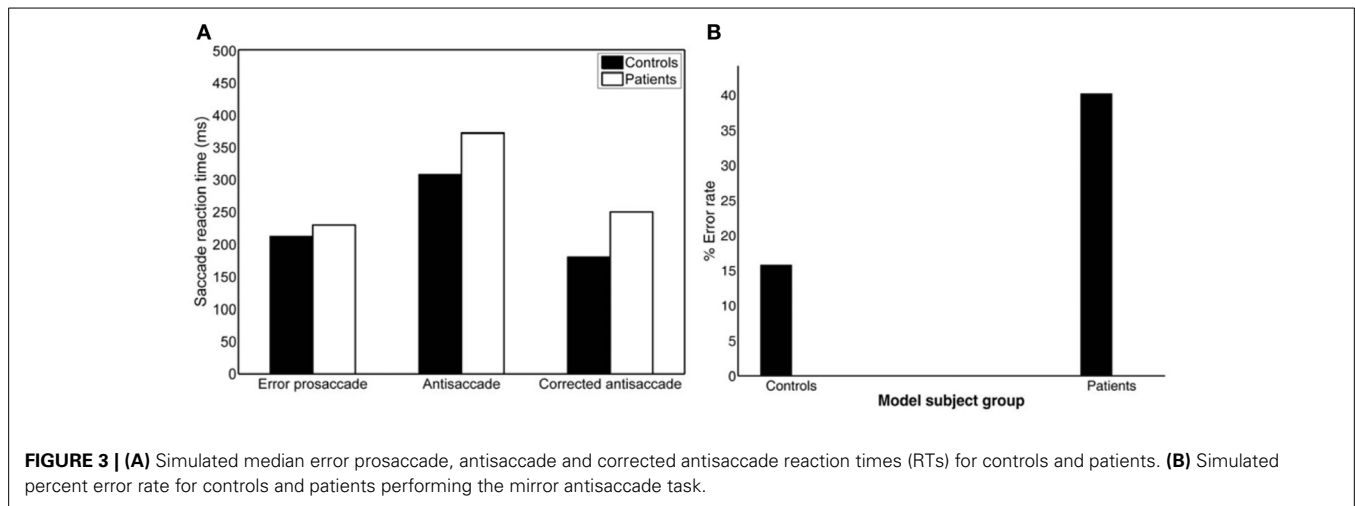 A
500
450
400
350
300
250
200
150
100
50
0
Saccade reaction time (ms)
Controls
Patients
Error prosaccade
Antisaccade
Corrected antisaccade
B
40
35
30
25
20
15
10
5
0
% Error rate
Controls
Patients
Model subject group
FIGURE 3 | (A) Simulated median error prosaccade, antisaccade and corrected antisaccade reaction times (RTs) for controls and patients. (B) Simulated
percent error rate for controls and patients performing the mirror antisaccade task.